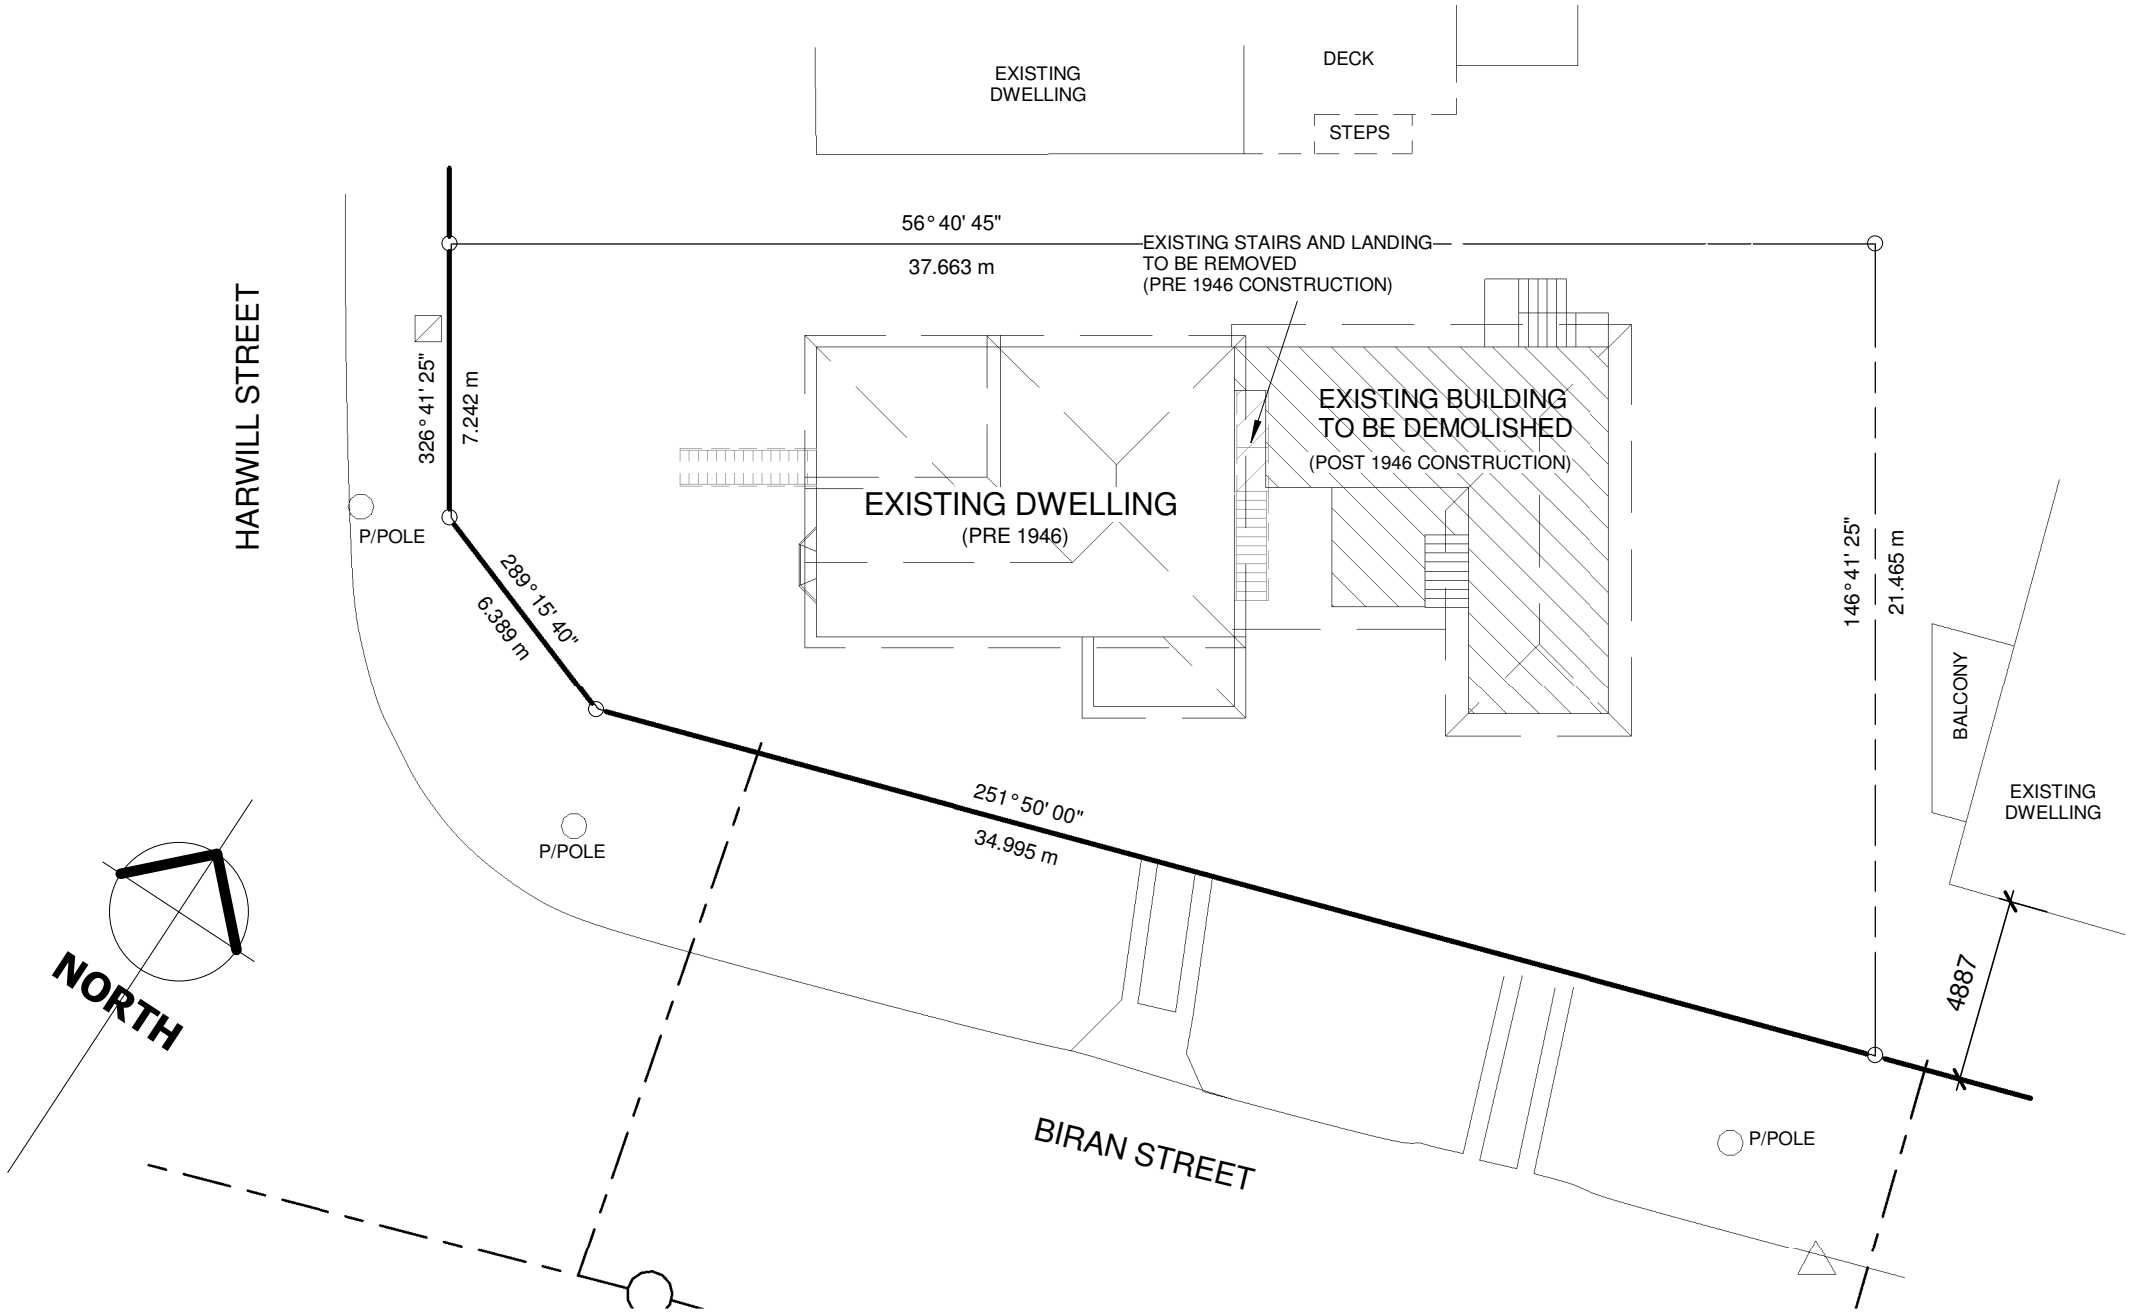 EXISTING
DWELLING
DECK
STEPS
56° 40' 45"
37.663 m
EXISTING STAIRS AND LANDING
TO BE REMOVED
(PRE 1946 CONSTRUCTION)
HARWILL STREET
326° 41' 25"
7.242 m
P/POLE
289° 15' 40"
6.389 m
EXISTING DWELLING
(PRE 1946)
EXISTING BUILDING
TO BE DEMOLISHED
(POST 1946 CONSTRUCTION)
146° 41' 25"
21.465 m
BALCONY
EXISTING
DWELLING
251° 50' 00"
34.995 m
P/POLE
NORTH
4887
BIRAN STREET
P/POLE